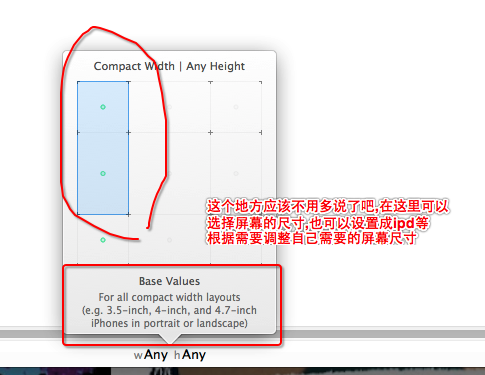 Compact Width | Any Height
这个地方应该不用多说了吧,在这里可以
选择屏幕的尺寸,也可以设置成ipd等
根据需要调整自己需要的屏幕尺寸
Base Values
For all compact width layouts
(e.g. 3.5-inch, 4-inch, and 4.7-inch
iPhones in portrait or landscape)
wAny hAny